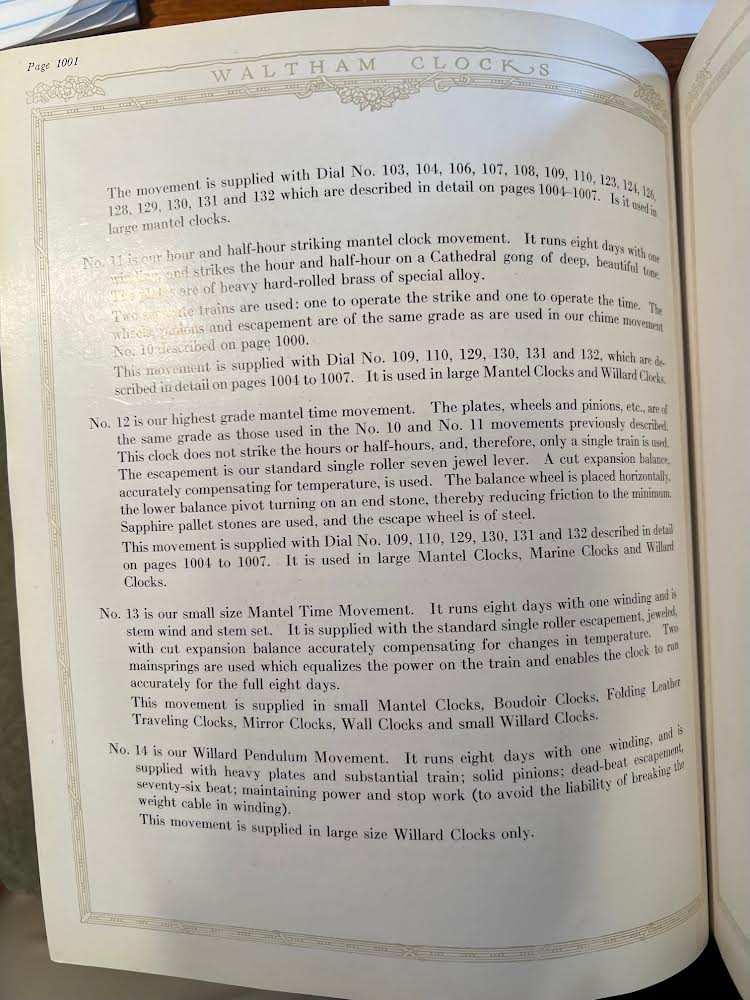 Page 1001
WALTHAM CLOCKS
The movement is supplied with Dial No. 103, 104, 106, 107, 108, 109, 110, 123, 124, 126,
128, 129, 130, 131 and 132 which are described in detail on pages 1004–1007. Is it used in
large mantel clocks.
No. 11 is our hour and half-hour striking mantel clock movement. It runs eight days with one
winding and strikes the hour and half-hour on a Cathedral gong of deep, beautiful tone.
The plates are of heavy hard-rolled brass of special alloy.
Two separate trains are used: one to operate the strike and one to operate the time. The
wheels, pinions and escapement are of the same grade as are used in our chime movement
No. 10 described on page 1000.
This movement is supplied with Dial No. 109, 110, 129, 130, 131 and 132, which are de-
scribed in detail on pages 1004 to 1007. It is used in large Mantel Clocks and Willard Clocks.
No. 12 is our highest grade mantel time movement. The plates, wheels and pinions, etc., are of
the same grade as those used in the No. 10 and No. 11 movements previously described.
This clock does not strike the hours or half-hours, and, therefore, only a single train is used.
The escapement is our standard single roller seven jewel lever. A cut expansion balance,
accurately compensating for temperature, is used. The balance wheel is placed horizontally,
the lower balance pivot turning on an end stone, thereby reducing friction to the minimum.
Sapphire pallet stones are used, and the escape wheel is of steel.
This movement is supplied with Dial No. 109, 110, 129, 130, 131 and 132 described in detail
on pages 1004 to 1007. It is used in large Mantel Clocks, Marine Clocks and Willard
Clocks.
No. 13 is our small size Mantel Time Movement. It runs eight days with one winding and is
stem wind and stem set. It is supplied with the standard single roller escapement, jeweled,
with cut expansion balance accurately compensating for changes in temperature. Two
mainsprings are used which equalizes the power on the train and enables the clock to run
accurately for the full eight days.
This movement is supplied in small Mantel Clocks, Boudoir Clocks, Folding Leather
Traveling Clocks, Mirror Clocks, Wall Clocks and small Willard Clocks.
No. 14 is our Willard Pendulum Movement. It runs eight days with one winding, and is
supplied with heavy plates and substantial train; solid pinions; dead-beat escapement,
seventy-six beat; maintaining power and stop work (to avoid the liability of breaking the
weight cable in winding).
This movement is supplied in large size Willard Clocks only.